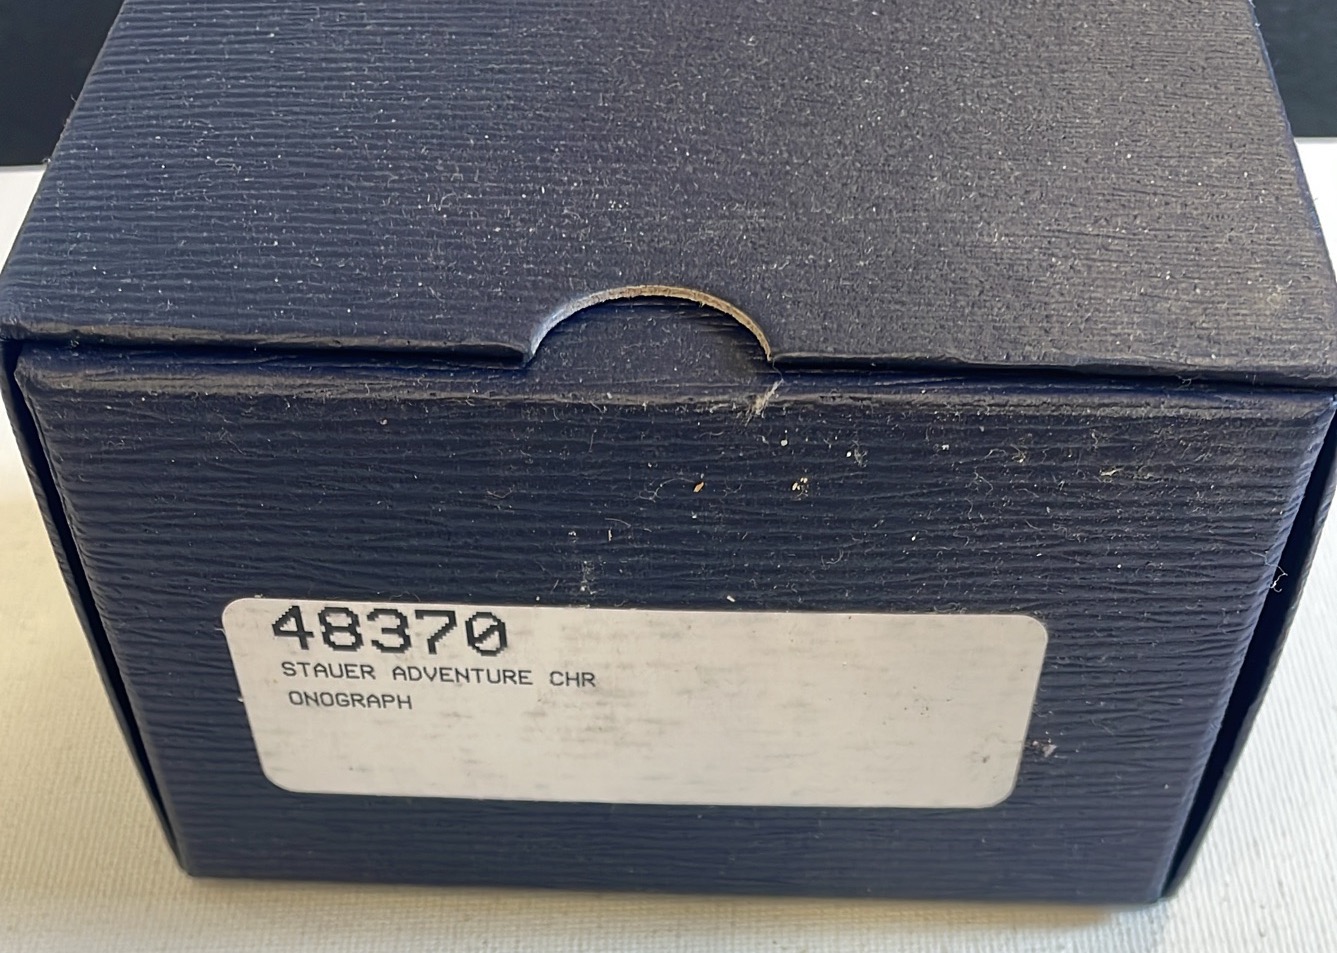 48370
STAUER ADVENTURE CHR
ONOGRAPH